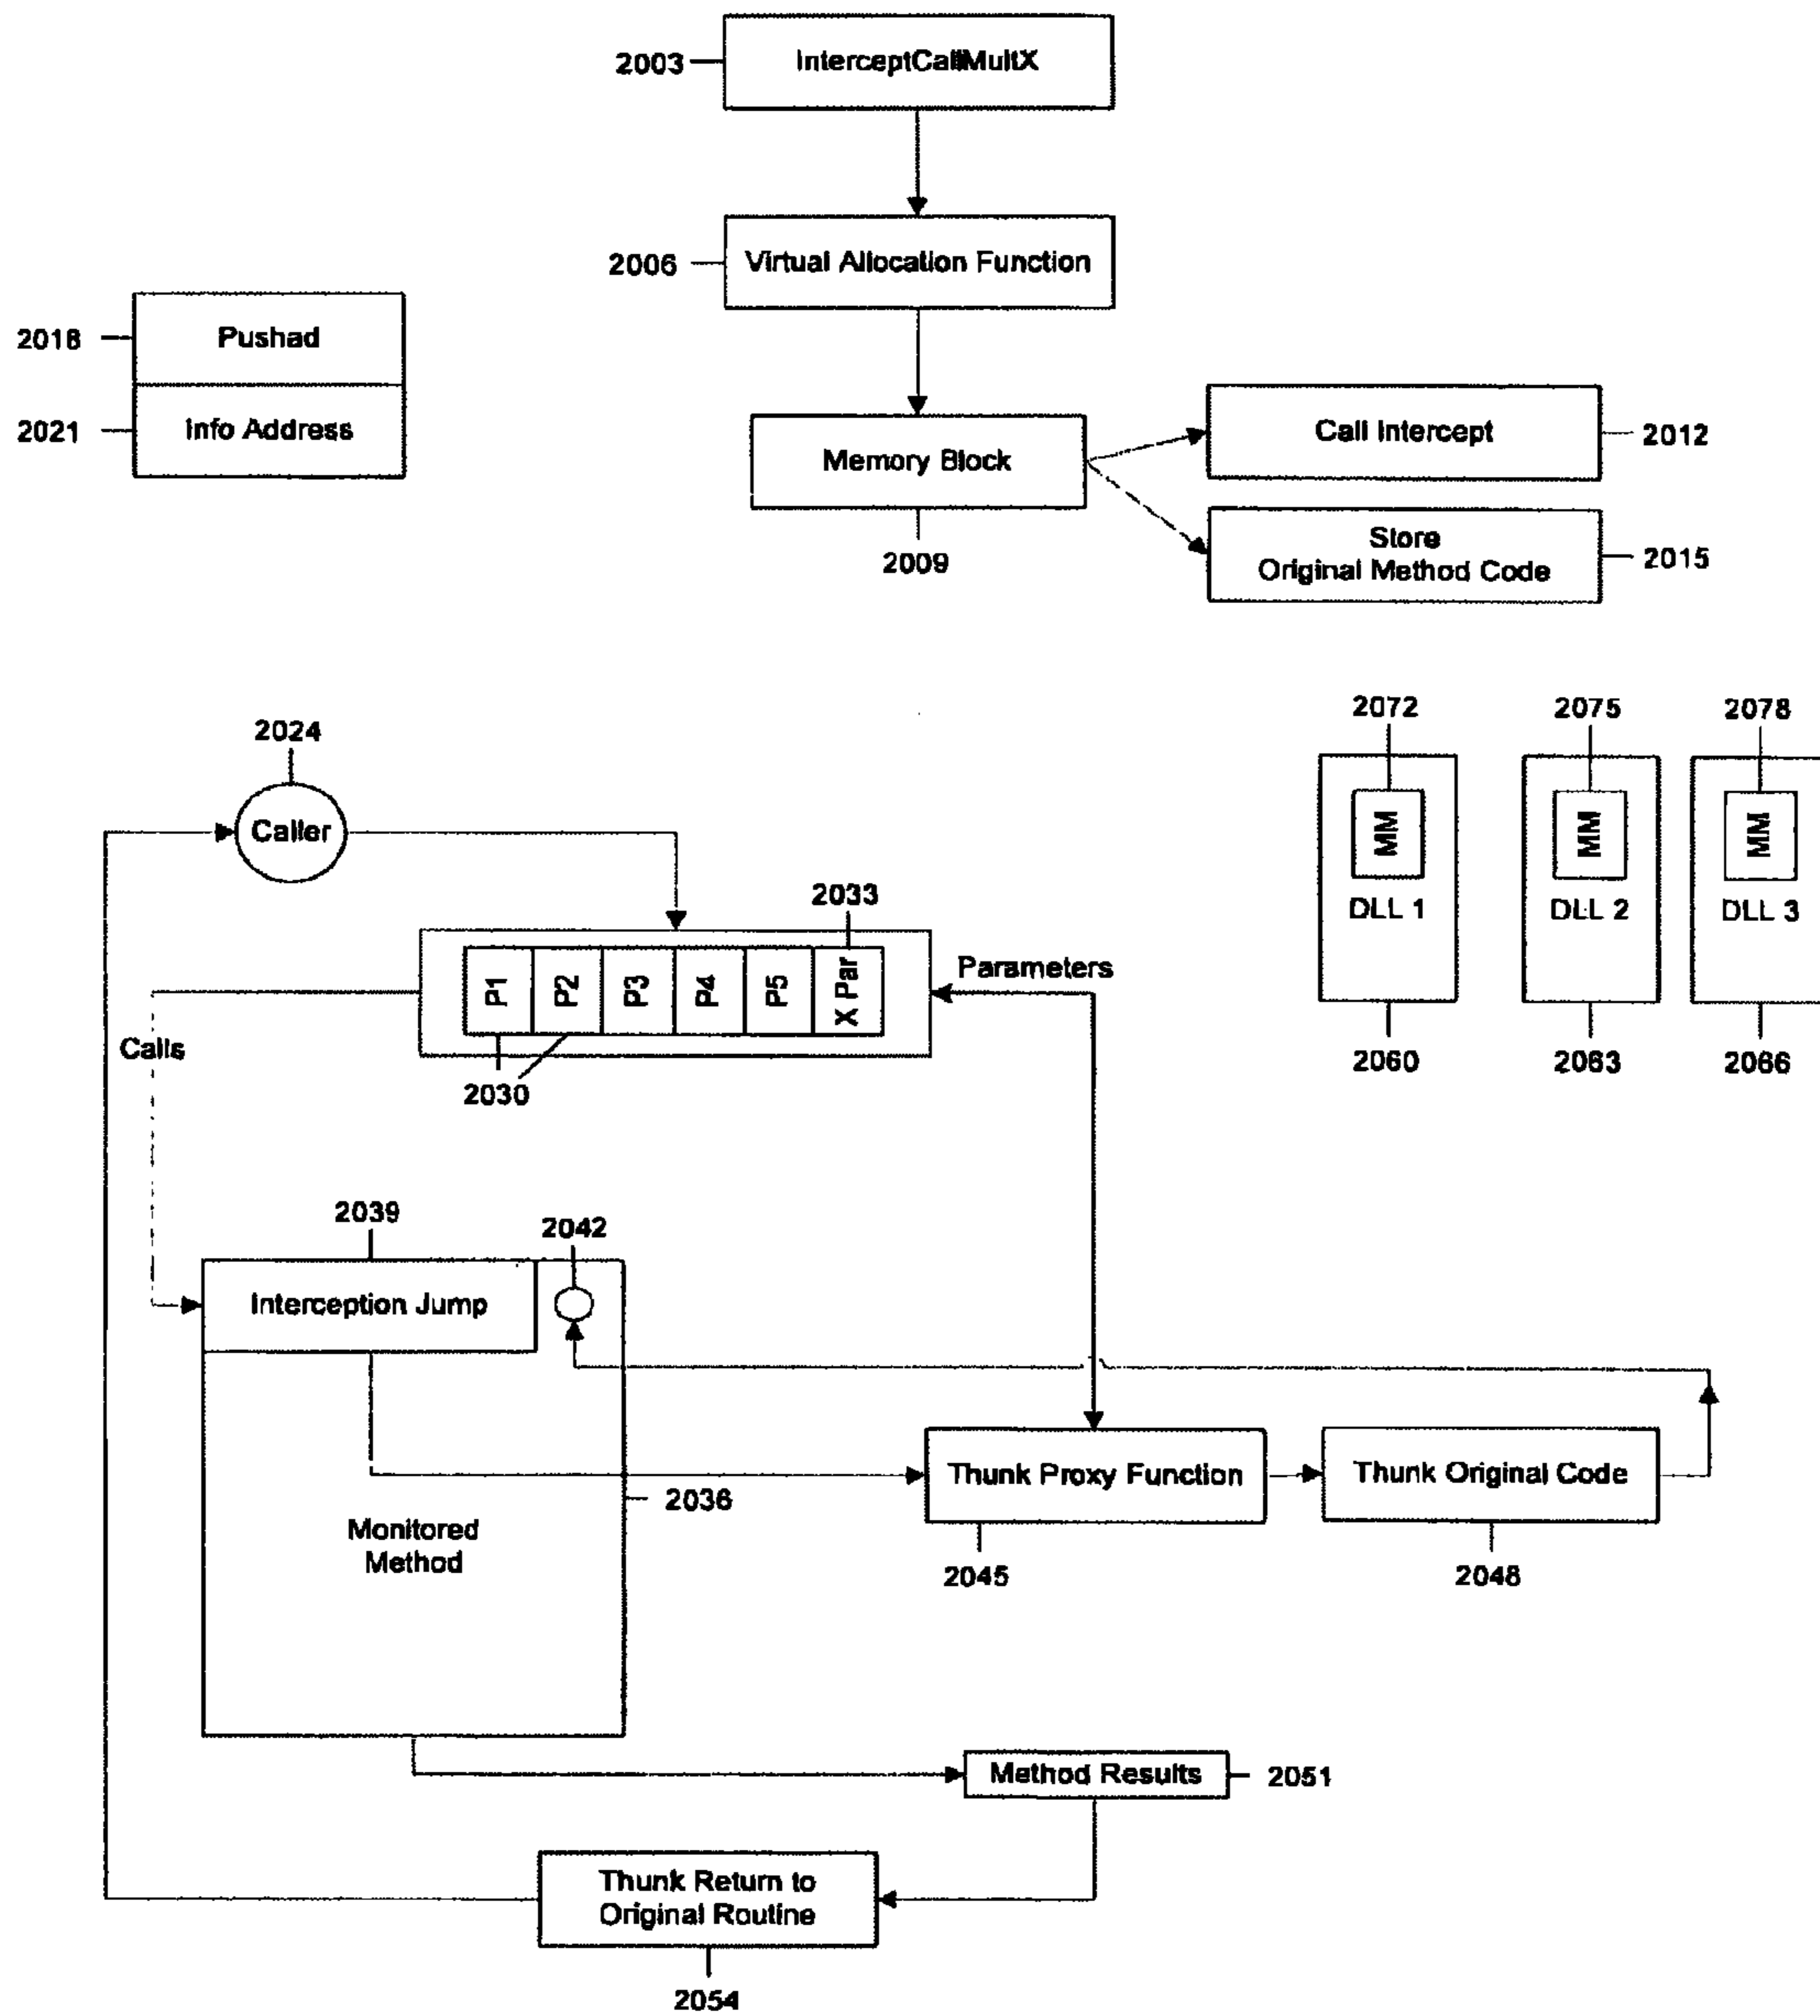 2003
InterceptCallMultX
2006
Virtual Allocation Function
2018
Pushad
2021
Info Address
Memory Block
2009
Call Intercept
2012
Store
Original Method Code
2015
2024
Caller
2072
2075
2078
MM
MM
MM
DLL 1
DLL 2
DLL 3
2060
2063
2066
2033
P1
P2
P3
P4
P5
X Par
Parameters
2030
Calls
2039
2042
Interception Jump
Monitored
Method
2036
Thunk Proxy Function
Thunk Original Code
2045
2048
Method Results
2051
Thunk Return to
Original Routine
2054